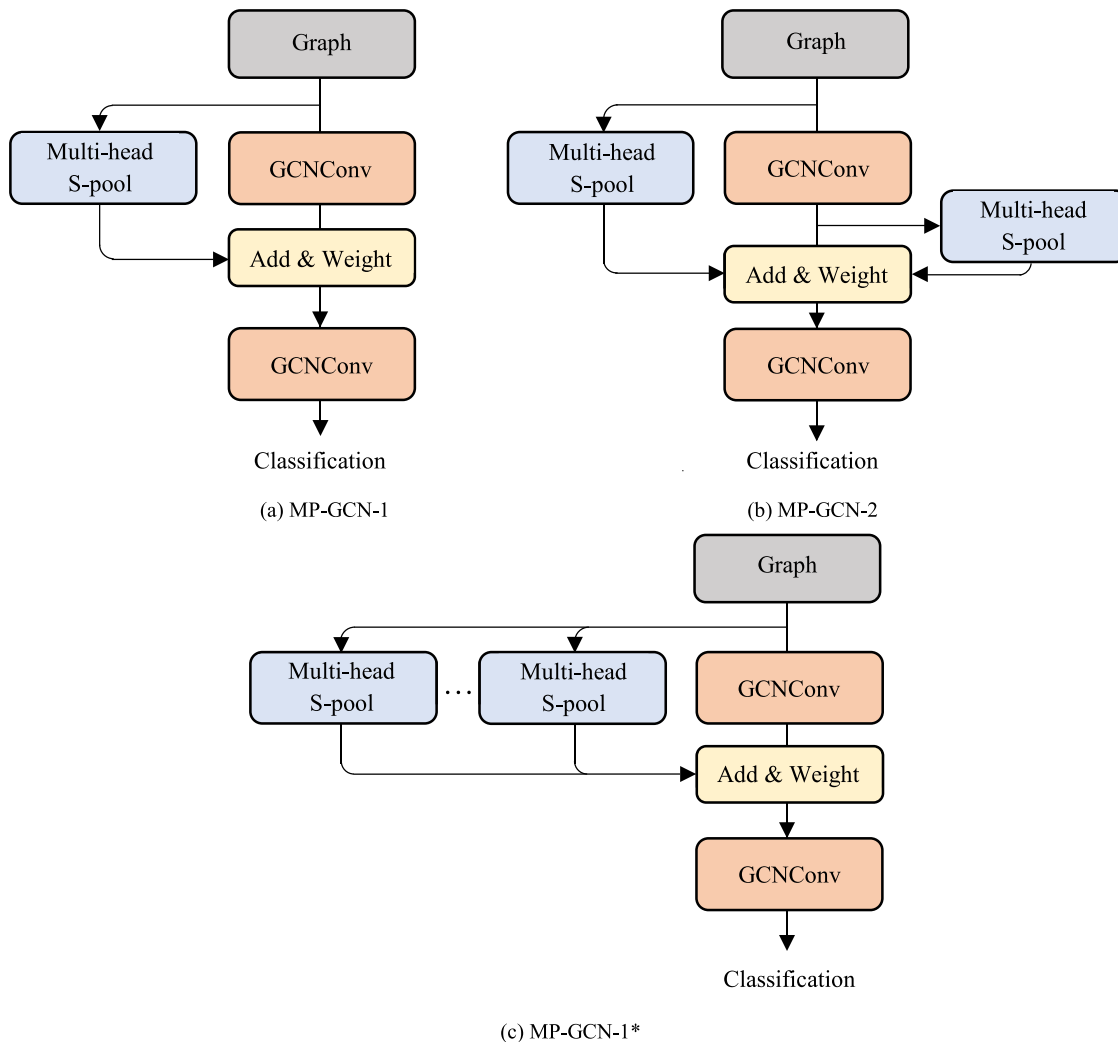 Graph
Multi-head
S-pool
GCNConv
Add & Weight
GCNConv
Classification
(a) MP-GCN-1
Graph
Multi-head
S-pool
GCNConv
Multi-head
S-pool
Add & Weight
GCNConv
Classification
(b) MP-GCN-2
Graph
Multi-head
S-pool
...
Multi-head
S-pool
GCNConv
Add & Weight
GCNConv
Classification
(c) MP-GCN-1*